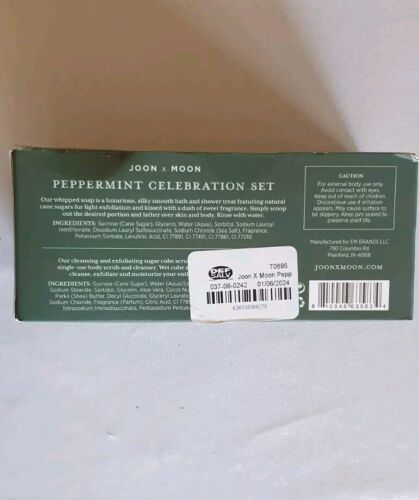 JOON x MOON
PEPPERMINT CELEBRATION SET
Our whipped soap is a luxurious, silky smooth bath and shower treat featuring natural
cane sugars for light exfoliation and kissed with a dash of sweet fragrance. Simply scoop
out the desired portion and lather over skin and body. Rinse with water.
INGREDIENTS: Sucrose (Cane Sugar), Glycerin, Water (Aqua), Sorbitol, Sodium Lauroyl
Isethionate, Disodium Lauryl Sulfosuccinate, Sodium Chloride (Sea Salt), Fragrance,
Potassium Sorbate, Levulinic Acid, CI 77891, CI 77491, CI 77861, CI 77019
Our cleansing and exfoliating sugar cube
single-use body scrub and cleanser. Wet cube
cleanse, exfoliate and moisturize your
INGREDIENTS: Sucrose (Cane Sugar), Water
Sodium Stearate, Sorbitol, Glycerin, Aloe Vera, Cocos
Parkii (Shea) Butter, Decyl Glucoside, Glyceryl
Sodium Chloride, Fragrance (Parfum), Citric Acid,
Tetrasodium Iminodisuccinate, Pentasodium
T0695
Joon X Moon Pepp
037-08-0242 01/06/2024
CAUTION
For external body use only.
Avoid contact with eyes.
Keep out of reach of children.
Discontinue use if irritation
appears. May cause surface to
be slippery. Keep jars sealed to
preserve shelf life.
Manufactured for EM BRANDS LLC
790 Columbia Rd
Plainfield, IN 46168
JOONXMOON.COM